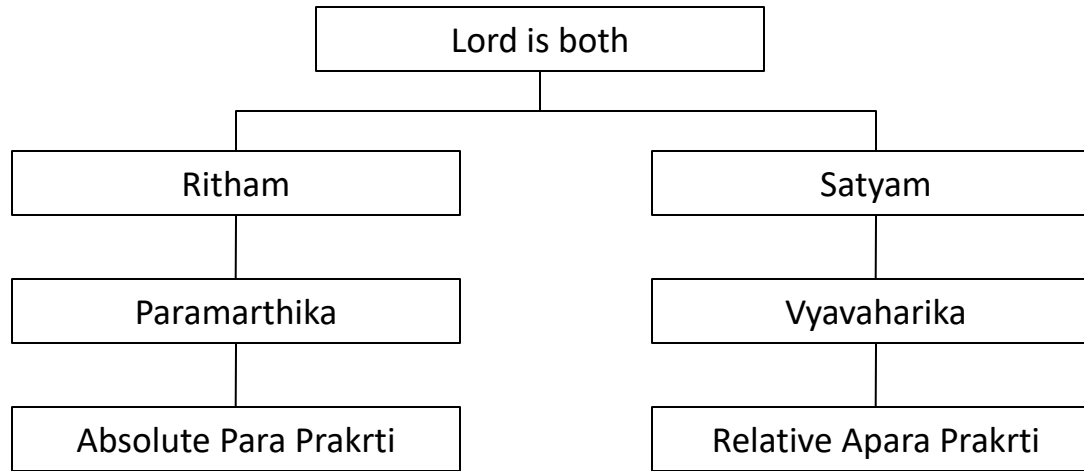 Lord is both
Ritham
Satyam
Paramarthika
Vyavaharika
Absolute Para Prakrti
Relative Apara Prakrti